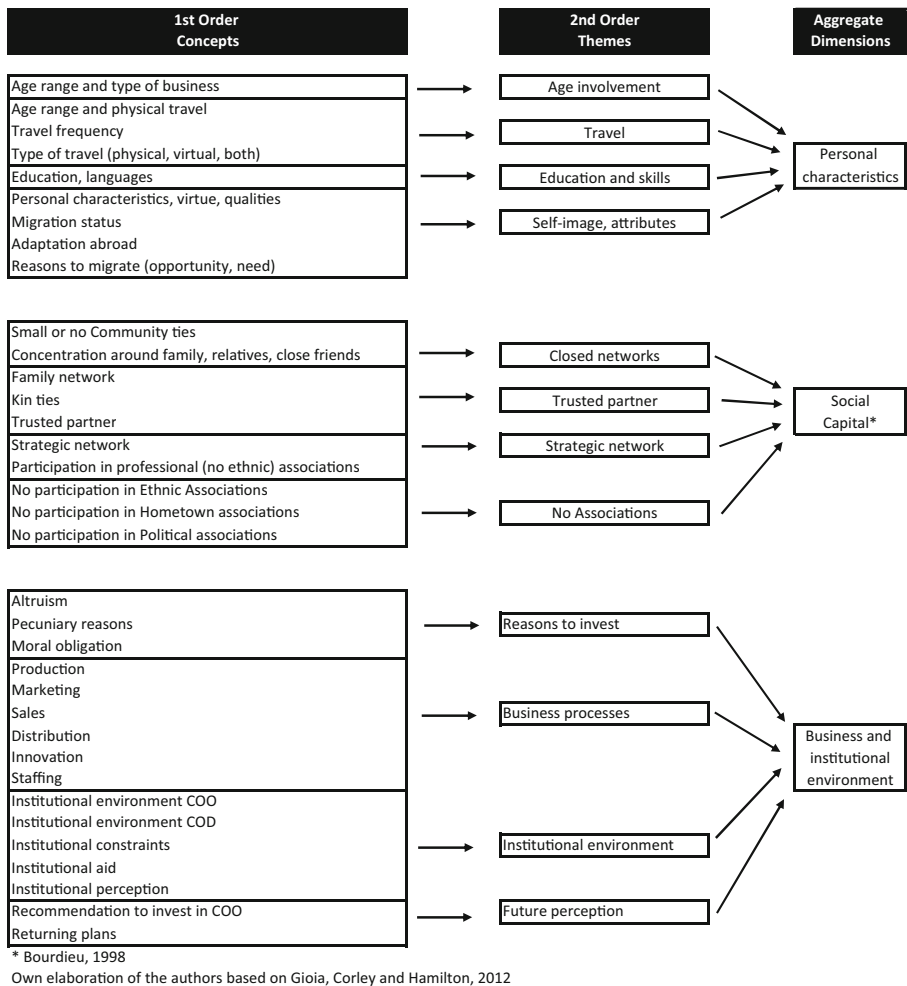 1st Order
Concepts
2nd Order
Themes
Aggregate
Dimensions
Age range and type of business
Age range and physical travel
Travel frequency
Type of travel (physical, virtual, both)
Education, languages
Personal characteristics, virtue, qualities
Migration status
Adaptation abroad
Reasons to migrate (opportunity, need)
Age involvement
Travel
Education and skills
Self-image, attributes
Personal
characteristics
Small or no Community ties
Concentration around family, relatives, close friends
Family network
Kin ties
Trusted partner
Strategic network
Participation in professional (no ethnic) associations
No participation in Ethnic Associations
No participation in Hometown associations
No participation in Political associations
Closed networks
Trusted partner
Strategic network
No Associations
Social
Capital*
Altruism
Pecuniary reasons
Moral obligation
Production
Marketing
Sales
Distribution
Innovation
Staffing
Institutional environment COO
Institutional environment COD
Institutional constraints
Institutional aid
Institutional perception
Recommendation to invest in COO
Returning plans
Reasons to invest
Business processes
Institutional environment
Future perception
Business and
institutional
environment
* Bourdieu, 1998
Own elaboration of the authors based on Gioia, Corley and Hamilton, 2012